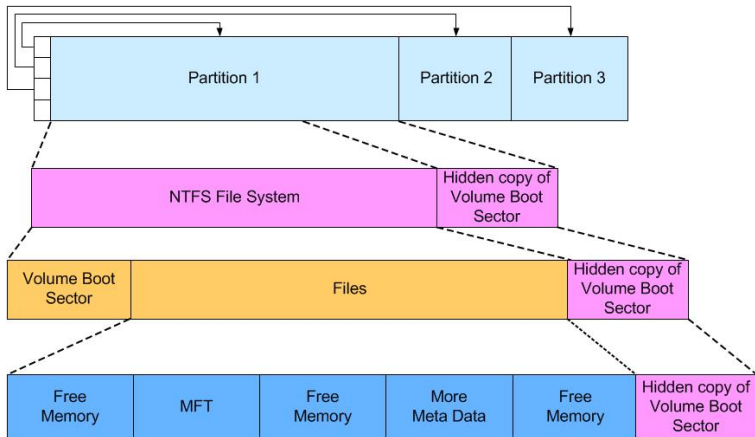 Partition 1
Partition 2
Partition 3
NTFS File System
Hidden copy of
Volume Boot
Sector
Volume Boot
Sector
Files
Hidden copy of
Volume Boot
Sector
Free
Memory
MFT
Free
Memory
More
Meta Data
Free
Memory
Hidden copy of
Volume Boot
Sector